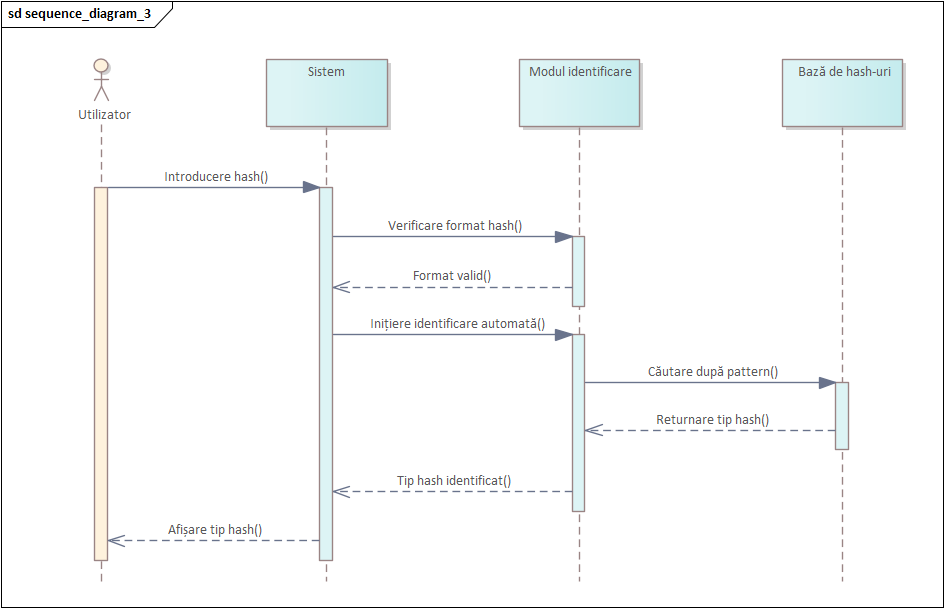 sd sequence_diagram_3
Utilizator
Sistem
Modul identificare
Bază de hash-uri
Introducere hash()
Verificare format hash()
Format valid()
Inițiere identificare automată()
Căutare după pattern()
Returnare tip hash()
Tip hash identificat()
Afișare tip hash()